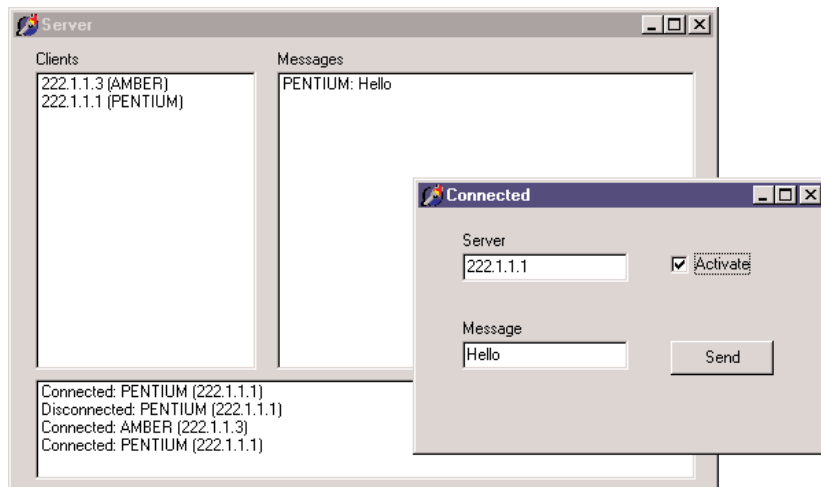 Server
Clients
Messages
222.1.1.3 (AMBER)
222.1.1.1 (PENTIUM)
PENTIUM: Hello
Connected
Server
222.1.1.1
Activate
Message
Hello
Send
Connected: PENTIUM (222.1.1.1)
Disconnected: PENTIUM (222.1.1.1)
Connected: AMBER (222.1.1.3)
Connected: PENTIUM (222.1.1.1)